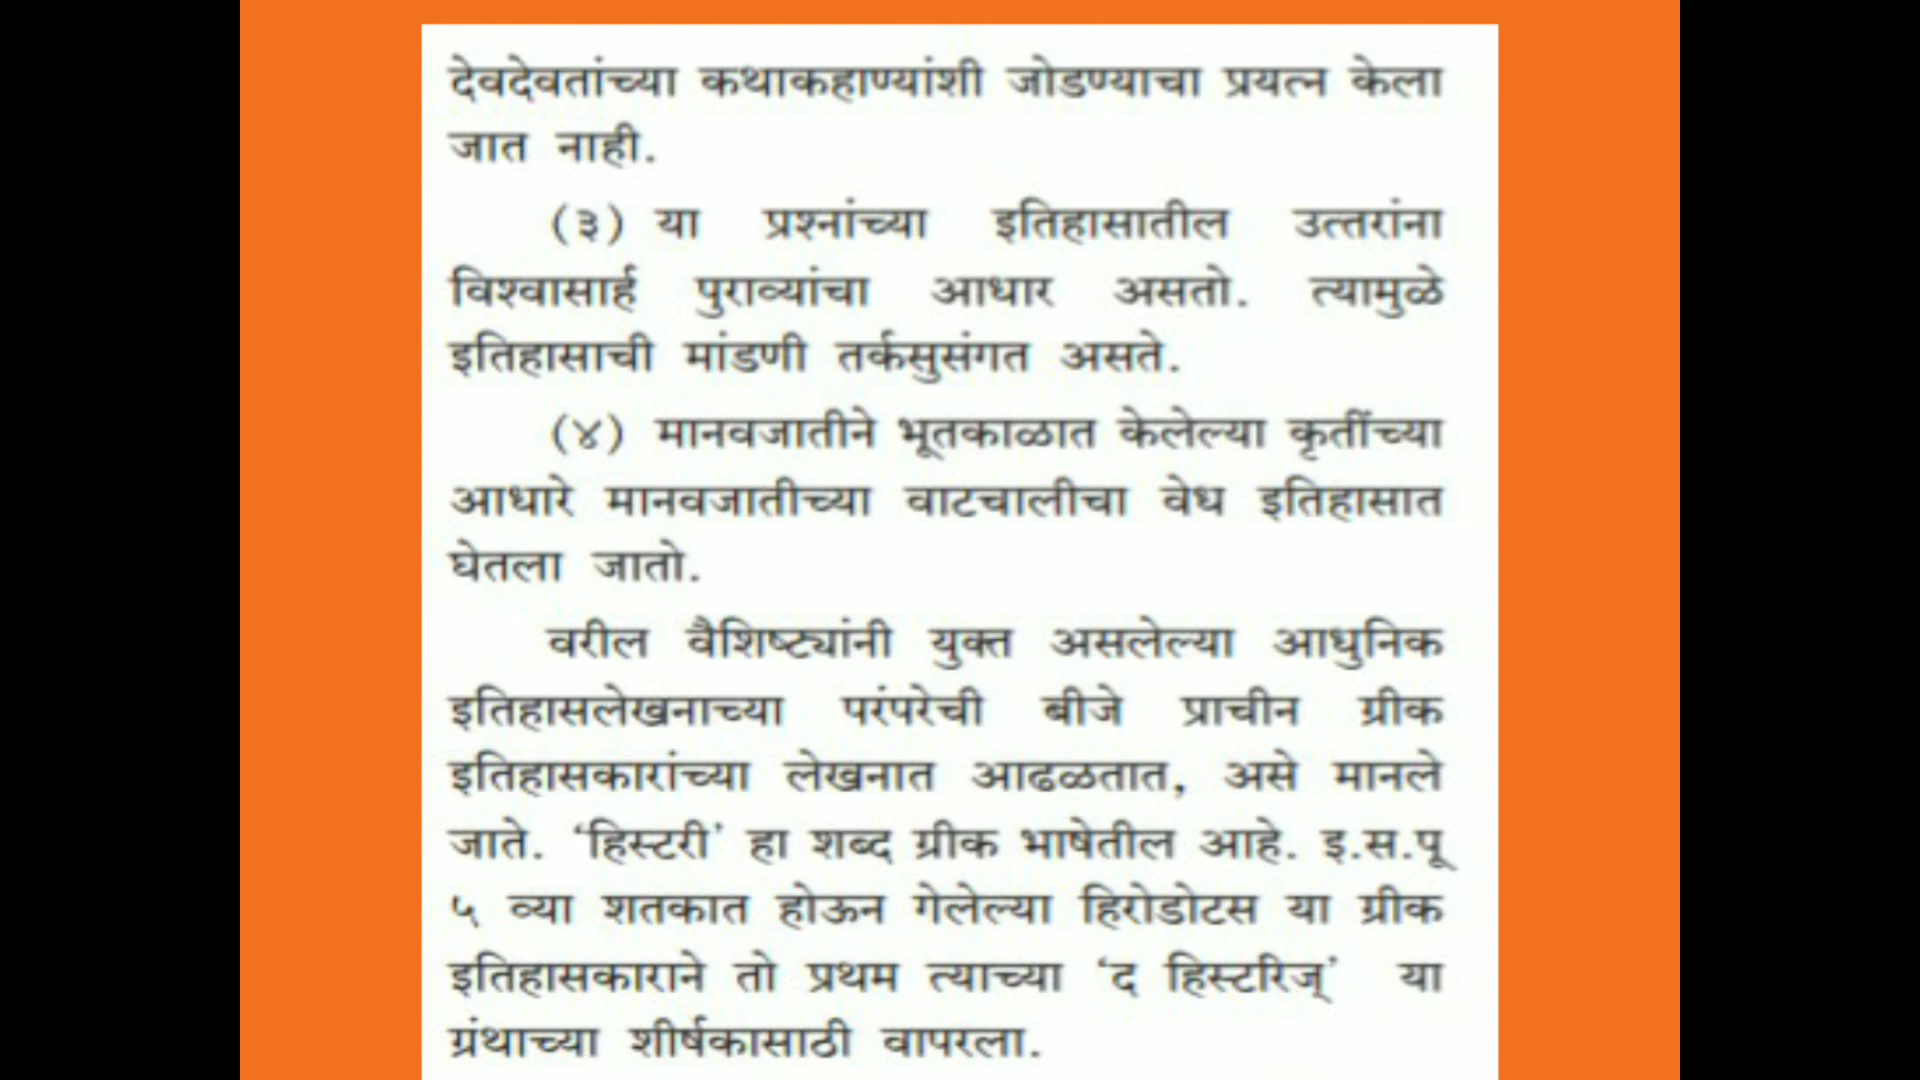 देवदेवतांच्या कथाकहाण्यांशी जोडण्याचा प्रयत्न केला
जात नाही.
(३) या प्रश्नांच्या इतिहासातील उत्तरांना
विश्वासार्ह पुराव्यांचा आधार असतो. त्यामुळे
इतिहासाची मांडणी तर्कसुसंगत असते.
(४) मानवजातीने भूतकाळात केलेल्या कृतींच्या
आधारे मानवजातीच्या वाटचालीचा वेध इतिहासात
घेतला जातो.
वरील वैशिष्ट्यांनी युक्त असलेल्या आधुनिक
इतिहासलेखनाच्या परंपरेची बीजे प्राचीन ग्रीक
इतिहासकारांच्या लेखनात आढळतात, असे मानले
जाते. ‘हिस्टरी’ हा शब्द ग्रीक भाषेतील आहे. इ.स.पू
५ व्या शतकात होऊन गेलेल्या हिरोडोटस या ग्रीक
इतिहासकाराने तो प्रथम त्याच्या ‘द हिस्टरिज्’ या
ग्रंथाच्या शीर्षकासाठी वापरला.